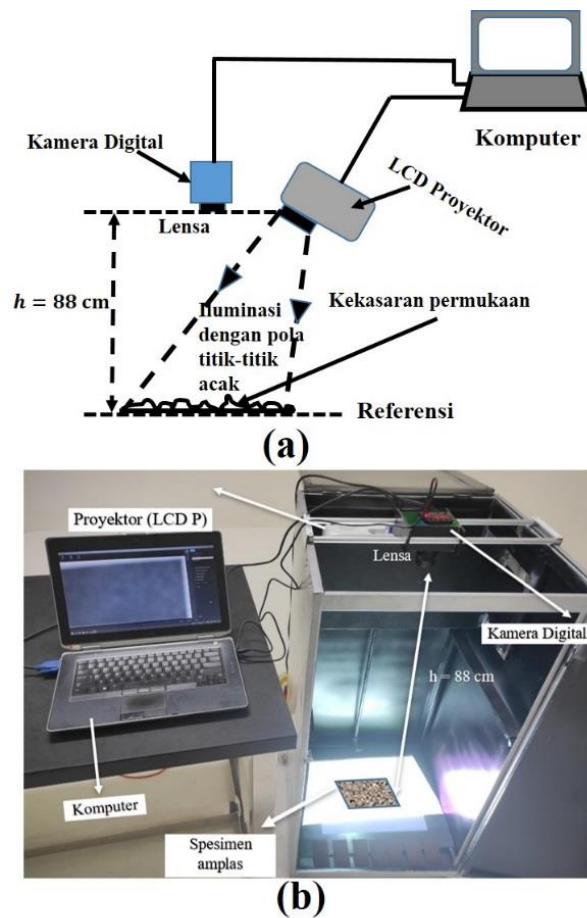 Kamera Digital
Lensa
LCD Proyektor
Komputer
h = 88 cm
Iluminasi
dengan pola
titik-titik
acak
Kekasaran permukaan
Referensi
(a)
Proyektor (LCD P)
Lensa
Kamera Digital
h = 88 cm
Komputer
Spesimen
amplas
(b)